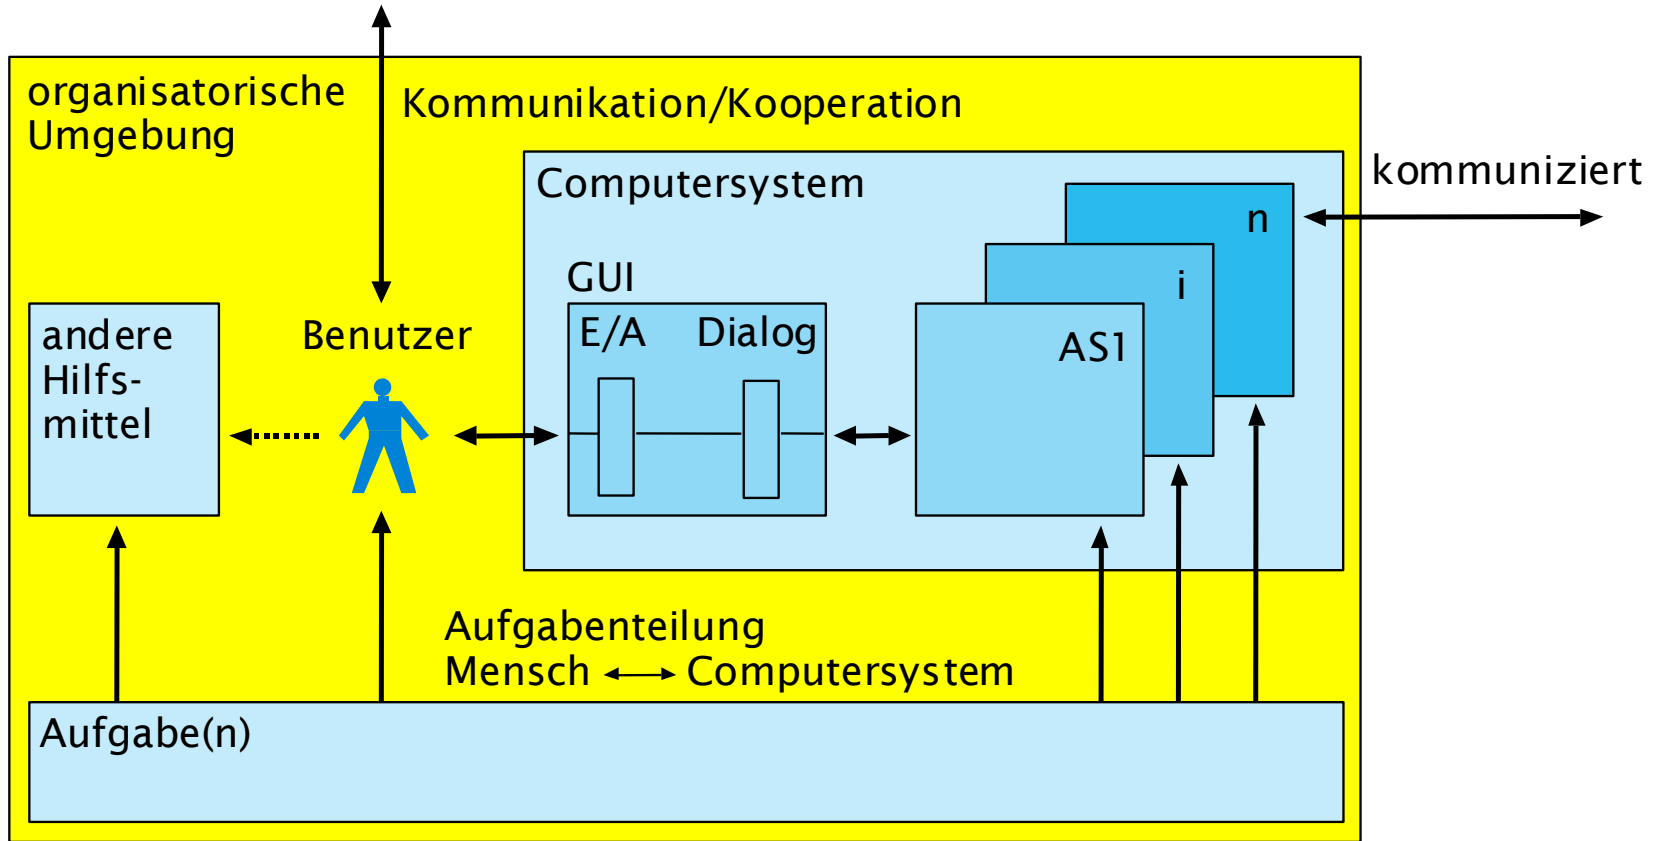 organisatorische
Umgebung
Kommunikation/Kooperation
kommuniziert
Computersystem
n
i
AS1
GUI
E/A Dialog
Benutzer
andere
Hilfs-
mittel
Aufgabenteilung
Mensch ↔ Computersystem
Aufgabe(n)